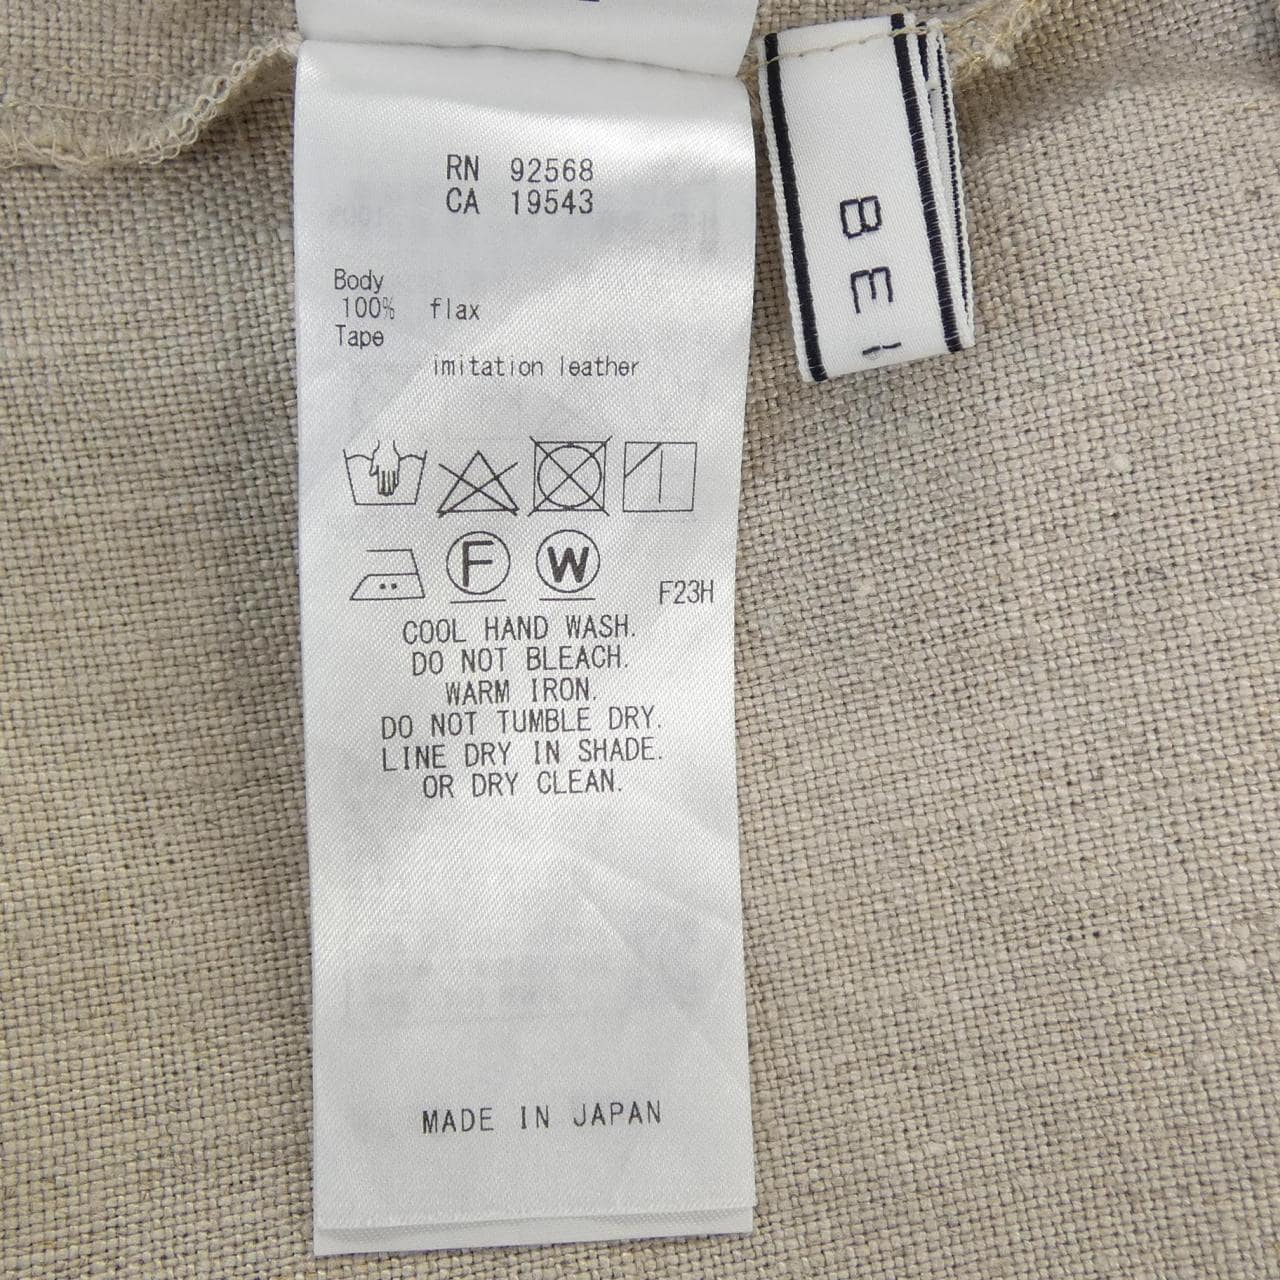 RN 92568
CA 19543
Body
100% flax
Tape
imitation leather
F
W
F23H
COOL HAND WASH.
DO NOT BLEACH.
WARM IRON.
DO NOT TUMBLE DRY.
LINE DRY IN SHADE.
OR DRY CLEAN.
MADE IN JAPAN
BE